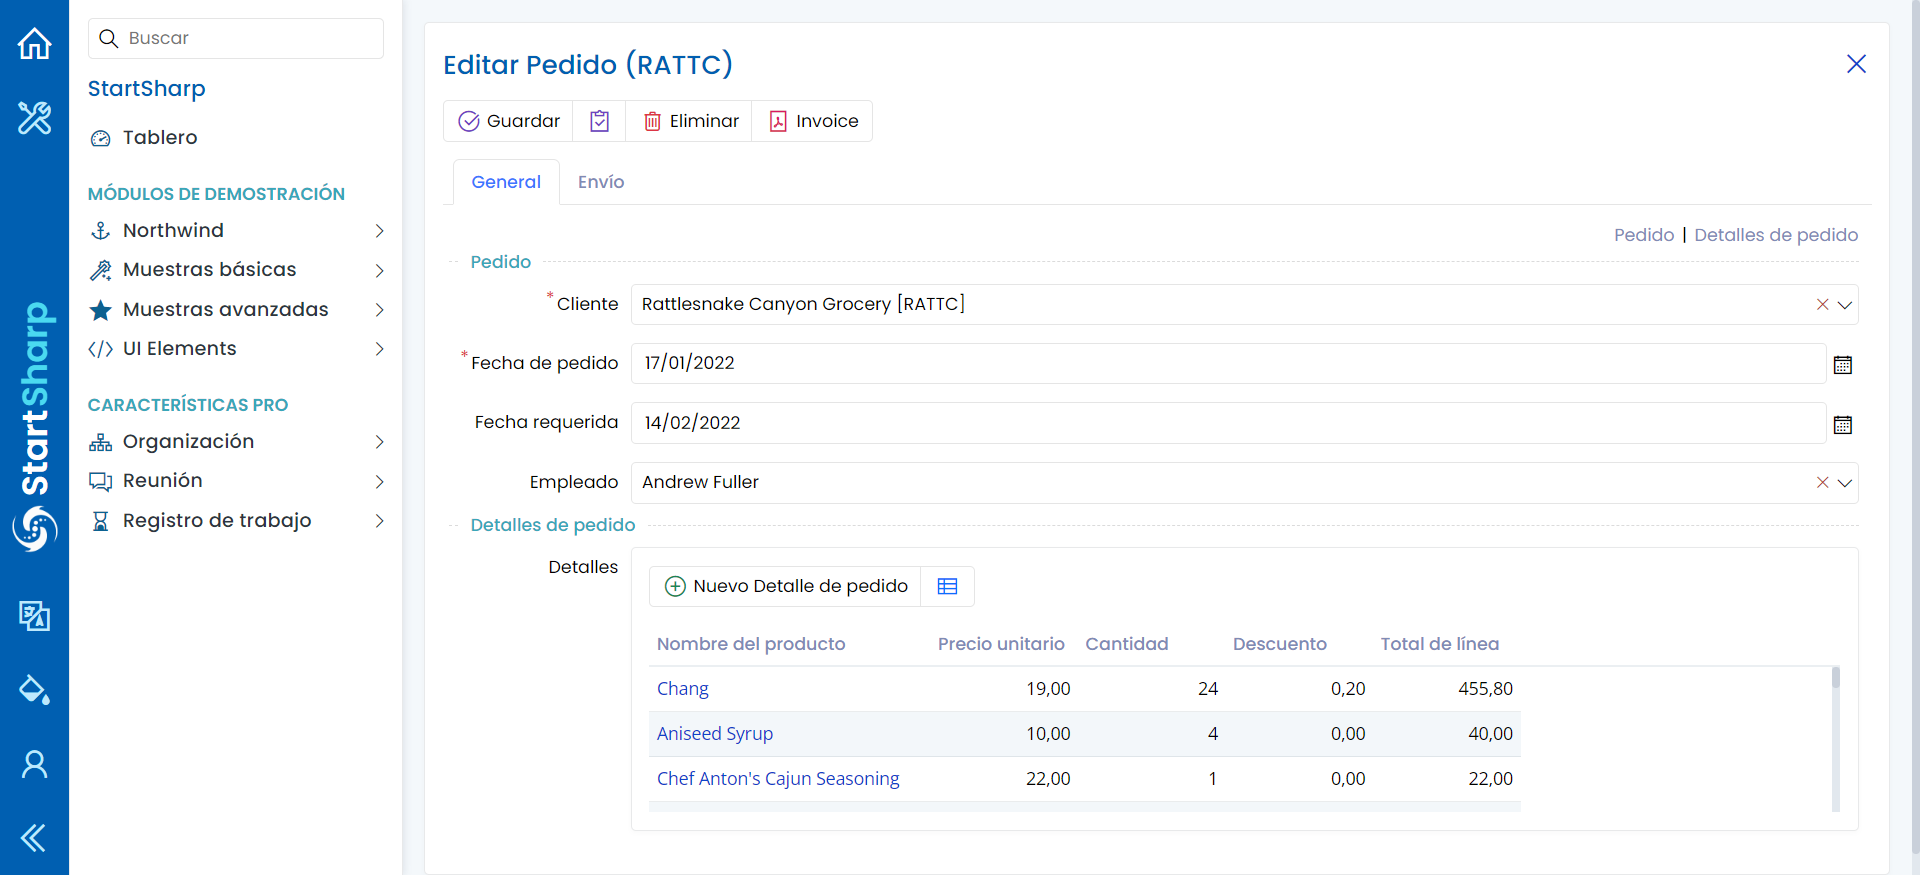 StartSharp
Buscar
StartSharp
Tablero
MÓDULOS DE DEMOSTRACIÓN
Northwind
Muestras básicas
Muestras avanzadas
UI Elements
CARACTERÍSTICAS PRO
Organización
Reunión
Registro de trabajo
Editar Pedido (RATTC)
Guardar Eliminar Invoice
General Envío
Pedido | Detalles de pedido
Pedido
* Cliente Rattlesnake Canyon Grocery [RATTC]
* Fecha de pedido 17/01/2022
Fecha requerida 14/02/2022
Empleado Andrew Fuller
Detalles de pedido
Detalles
Nuevo Detalle de pedido
Nombre del producto Precio unitario Cantidad Descuento Total de línea
Chang 19,00 24 0,20 455,80
Aniseed Syrup 10,00 4 0,00 40,00
Chef Anton's Cajun Seasoning 22,00 1 0,00 22,00